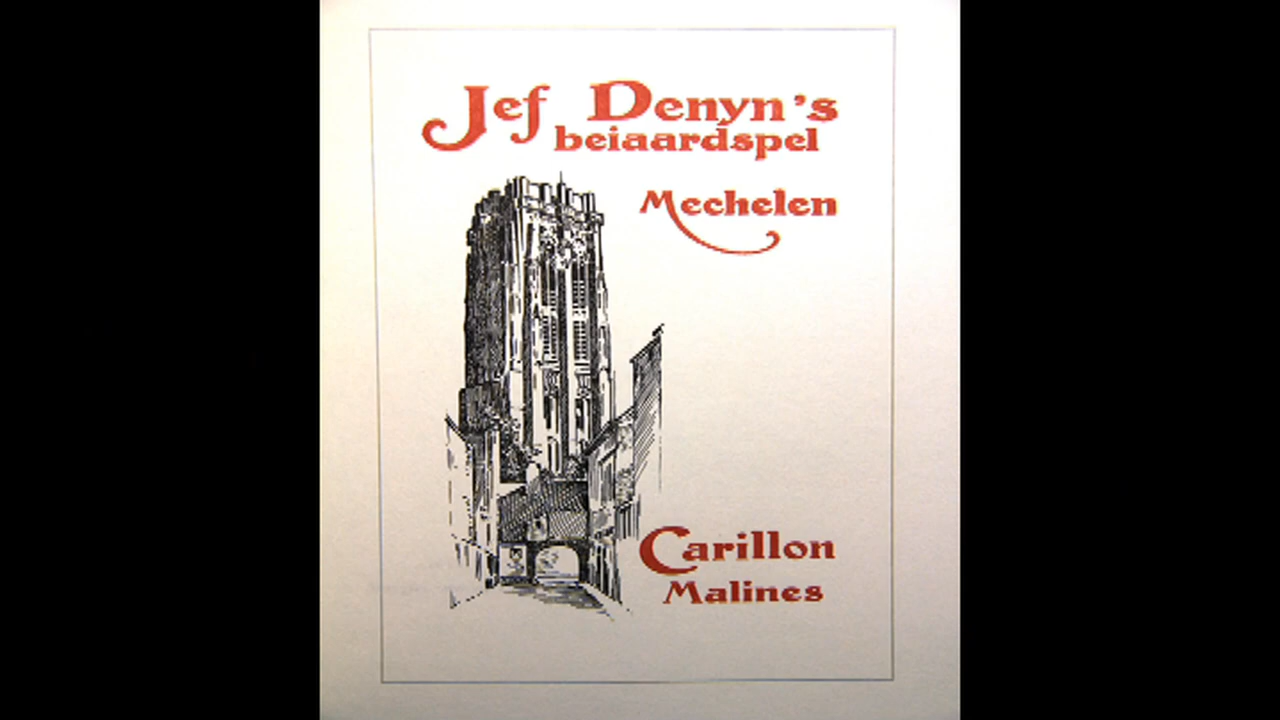 Jef Denyn's
beiaardspel
Mechelen
Carillon
Malines